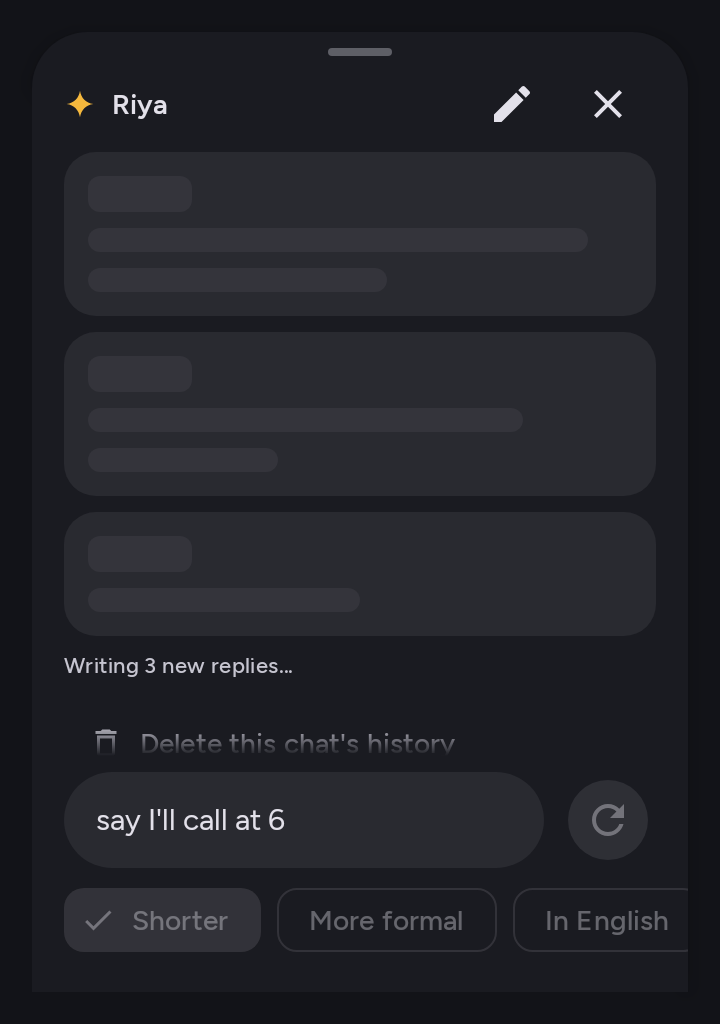 Riya
Writing 3 new replies…
Delete this chat's history
say I'll call at 6
Shorter
More formal
In English